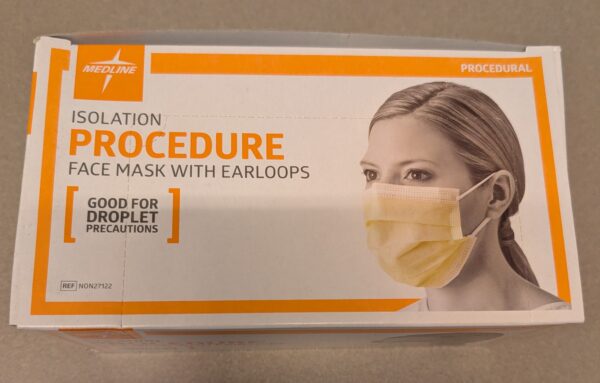 MEDLINE
PROCEDURAL
ISOLATION
PROCEDURE
FACE MASK WITH EARLOOPS
GOOD FOR
DROPLET
PRECAUTIONS
REF NON27122